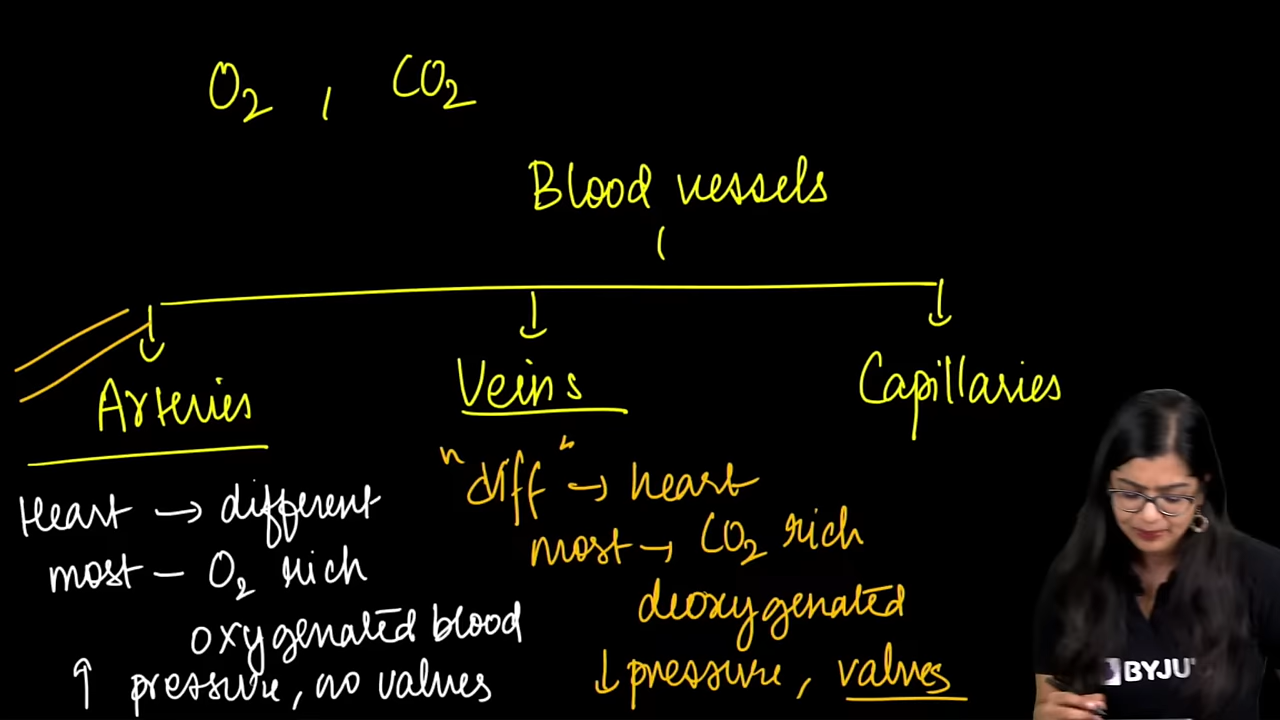 O2 , CO2
Blood vessels
Arteries
Veins
Capillaries
Heart → different
most – O2 rich
oxygenated blood
↑ pressure, no valves
"diff" → heart
most → CO2 rich
deoxygenated
↓ pressure, valves
BYJU'